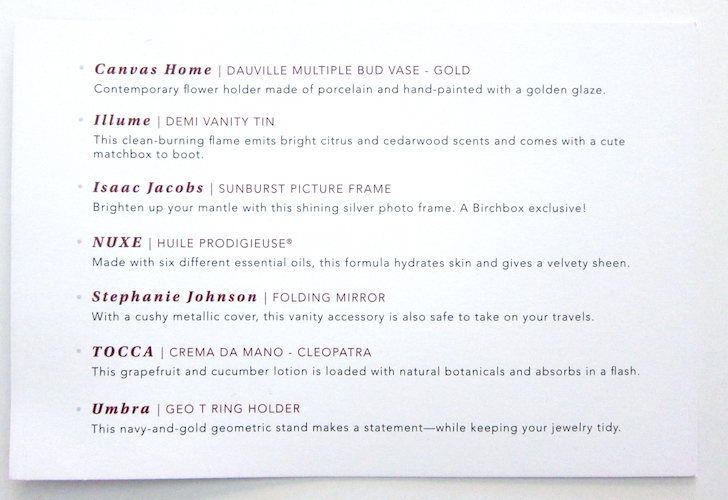 Canvas Home | DAUVILLE MULTIPLE BUD VASE - GOLD
Contemporary flower holder made of porcelain and hand-painted with a golden glaze.
Illume | DEMI VANITY TIN
This clean-burning flame emits bright citrus and cedarwood scents and comes with a cute
matchbox to boot.
Isaac Jacobs | SUNBURST PICTURE FRAME
Brighten up your mantle with this shining silver photo frame. A Birchbox exclusive!
NUXE | HUILE PRODIGIEUSE®
Made with six different essential oils, this formula hydrates skin and gives a velvety sheen.
Stephanie Johnson | FOLDING MIRROR
With a cushy metallic cover, this vanity accessory is also safe to take on your travels.
TOCCA | CREMA DA MANO - CLEOPATRA
This grapefruit and cucumber lotion is loaded with natural botanicals and absorbs in a flash.
Umbra | GEO T RING HOLDER
This navy-and-gold geometric stand makes a statement—while keeping your jewelry tidy.